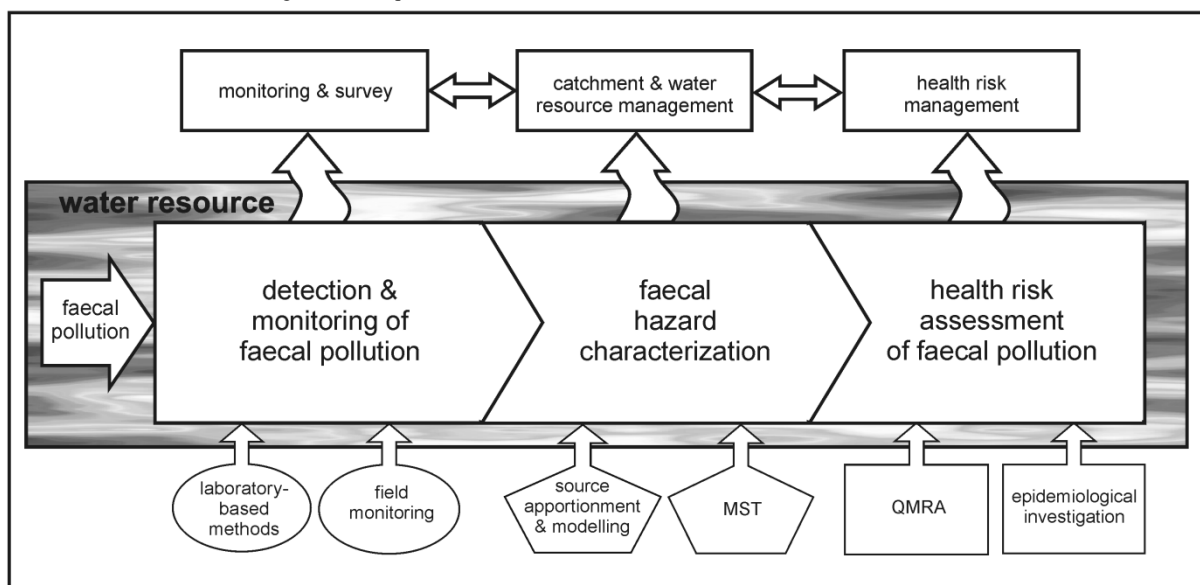 monitoring & survey
catchment & water
resource management
health risk
management
water resource
faecal
pollution
detection &
monitoring of
faecal pollution
faecal
hazard
characterization
health risk
assessment
of faecal pollution
laboratory-
based
methods
field
monitoring
source
apportionment
& modelling
MST
QMRA
epidemiological
investigation